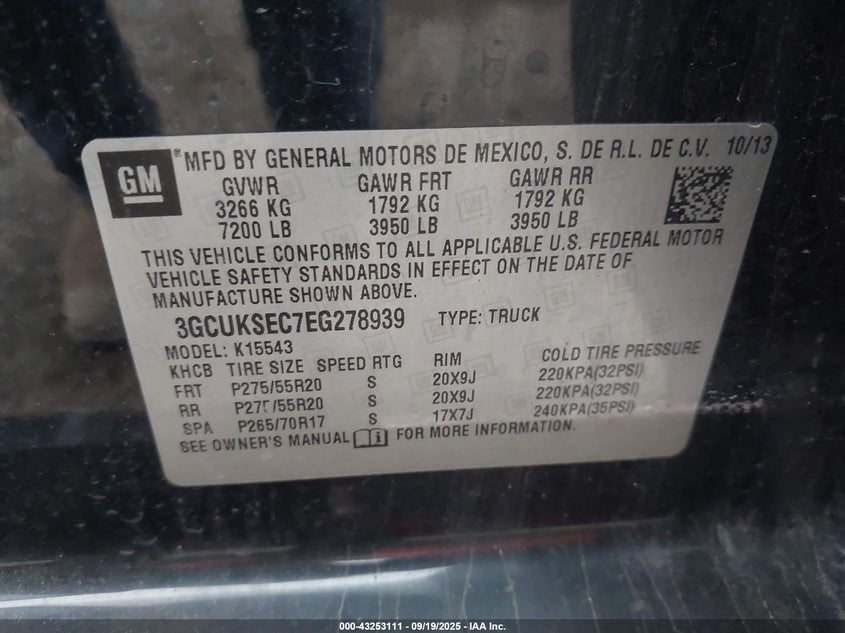 GM
® MFD BY GENERAL MOTORS DE MEXICO, S. DE R.L. DE C.V. 10/13
GVWR GAWR FRT GAWR RR
3266 KG 1792 KG 1792 KG
7200 LB 3950 LB 3950 LB
THIS VEHICLE CONFORMS TO ALL APPLICABLE U.S. FEDERAL MOTOR
VEHICLE SAFETY STANDARDS IN EFFECT ON THE DATE OF
MANUFACTURE SHOWN ABOVE.
3GCUKSEC7EG278939 TYPE: TRUCK
MODEL: K15543
KHCB TIRE SIZE SPEED RTG RIM COLD TIRE PRESSURE
FRT P275/55R20 S 20X9J 220KPA(32PSI)
RR P275/55R20 S 20X9J 220KPA(32PSI)
SPA P265/70R17 S 17X7J 240KPA(35PSI)
SEE OWNER'S MANUAL FOR MORE INFORMATION.
000-43253111 - 09/19/2025 - IAA Inc.